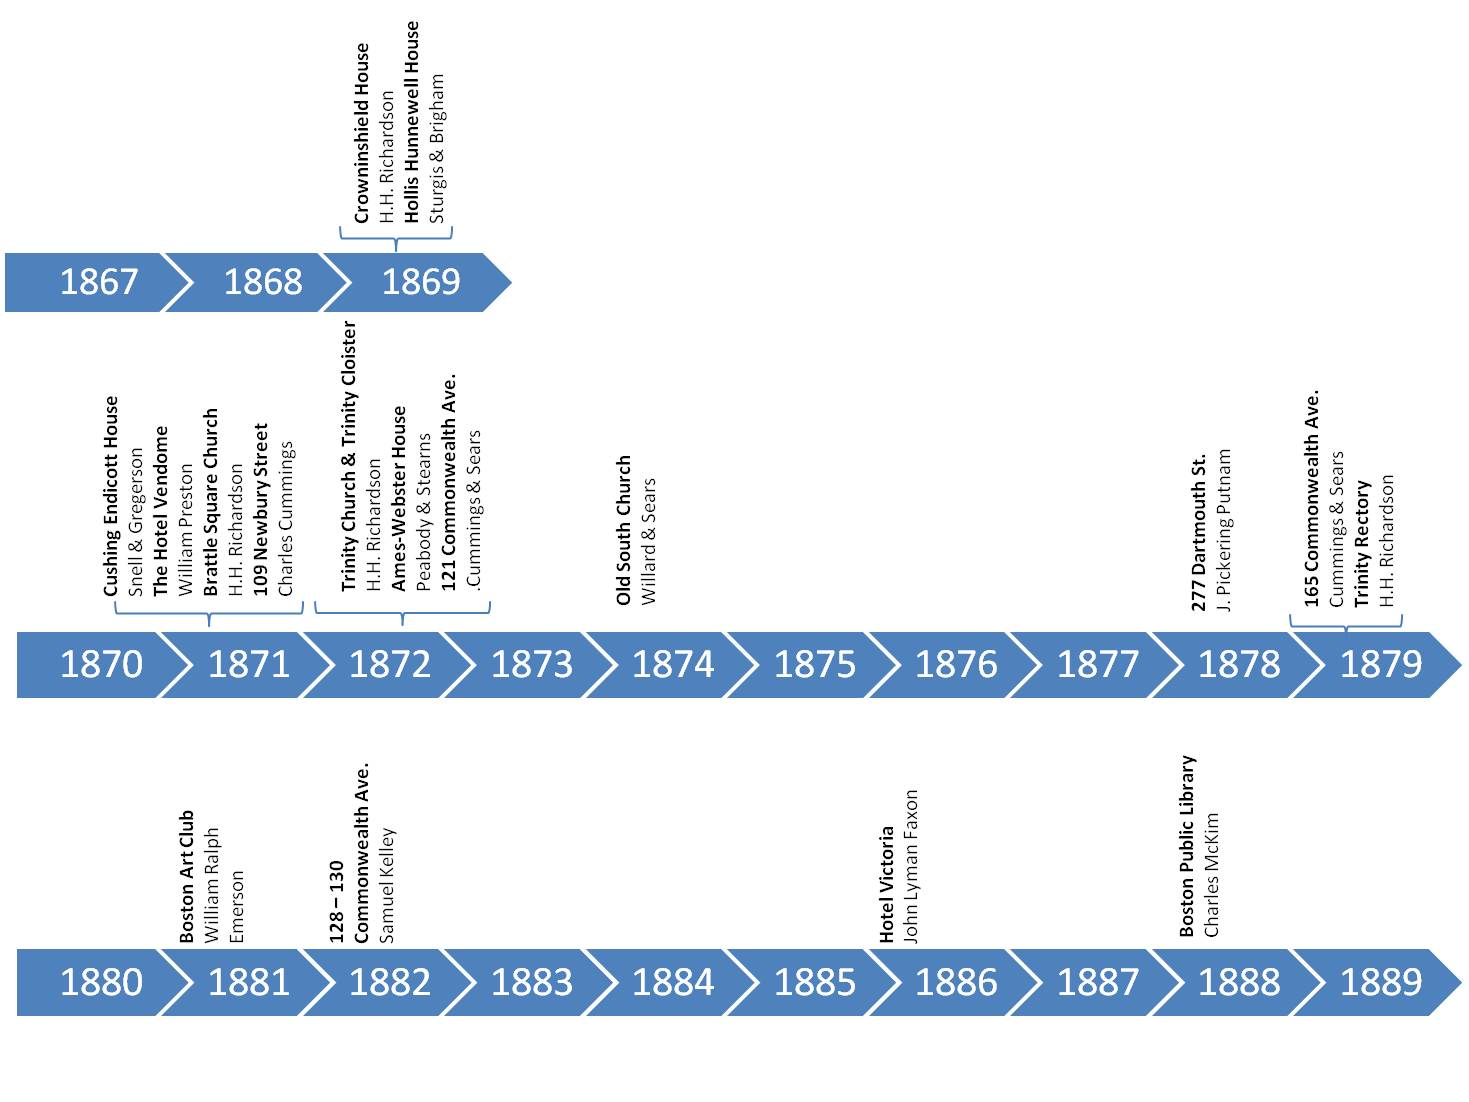 Crowninshield House
H.H. Richardson
Hollis Hunnewell House
Sturgis & Brigham
1867
1868
1869
Cushing Endicott House
Snell & Gregerson
The Hotel Vendome
William Preston
Brattle Square Church
H.H. Richardson
109 Newbury Street
Charles Cummings
Trinity Church & Trinity Cloister
H.H. Richardson
Ames-Webster House
Peabody & Stearns
121 Commonwealth Ave.
.Cummings & Sears
Old South Church
Willard & Sears
277 Dartmouth St.
J. Pickering Putnam
165 Commonwealth Ave.
Cummings & Sears
Trinity Rectory
H.H. Richardson
1870
1871
1872
1873
1874
1875
1876
1877
1878
1879
Boston Art Club
William Ralph
Emerson
128 – 130
Commonwealth Ave.
Samuel Kelley
Hotel Victoria
John Lyman Faxon
Boston Public Library
Charles McKim
1880
1881
1882
1883
1884
1885
1886
1887
1888
1889